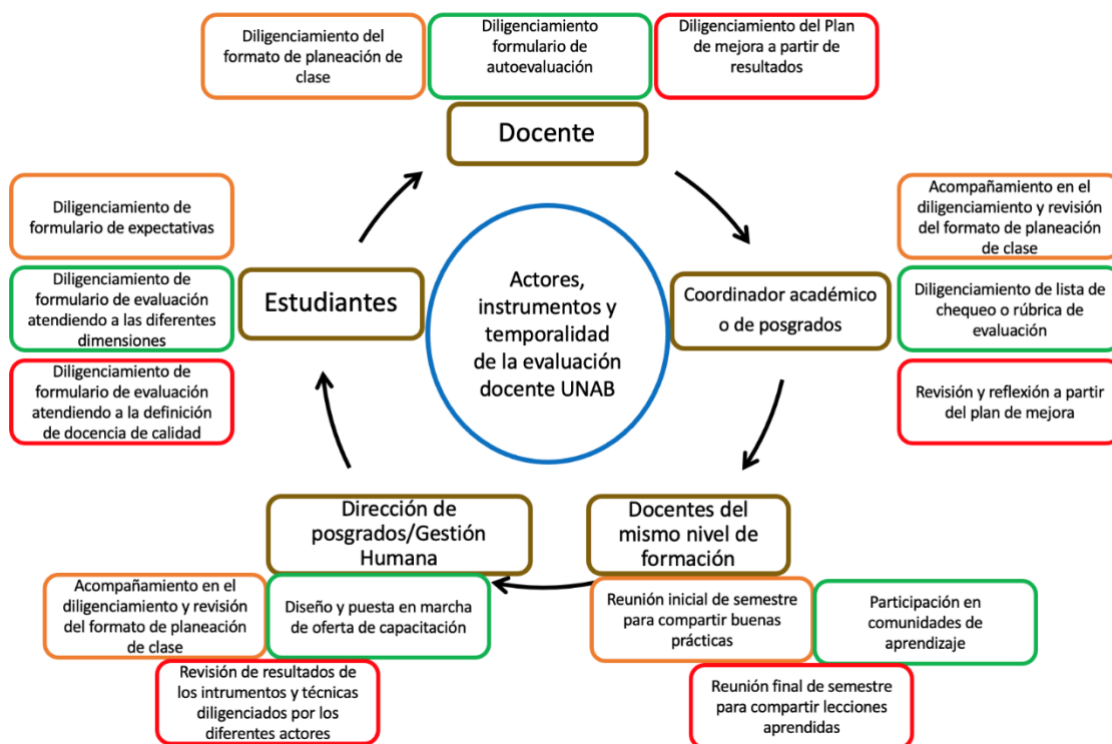 Diligenciamiento del
formato de planeación de
clase
Diligenciamiento
formulario de
autoevaluación
Diligenciamiento del Plan
de mejora a partir de
resultados
Docente
Diligenciamiento de
formulario de expectativas
Diligenciamiento de
formulario de evaluación
atendiendo a las diferentes
dimensiones
Diligenciamiento de
formulario de evaluación
atendiendo a la definición
de docencia de calidad
Estudiantes
Actores,
instrumentos y
temporalidad
de la evaluación
docente UNAB
Coordinador académico
o de posgrados
Acompañamiento en el
diligenciamiento y revisión
del formato de planeación
de clase
Diligenciamiento de lista de
chequeo o rúbrica de
evaluación
Revisión y reflexión a partir
del plan de mejora
Dirección de
posgrados/Gestión
Humana
Acompañamiento en el
diligenciamiento y revisión
del formato de planeación
de clase
Diseño y puesta en marcha
de oferta de capacitación
Revisión de resultados de
los intrumentos y técnicas
diligenciados por los
diferentes actores
Docentes del
mismo nivel de
formación
Reunión inicial de semestre
para compartir buenas
prácticas
Participación en
comunidades de
aprendizaje
Reunión final de semestre
para compartir lecciones
aprendidas